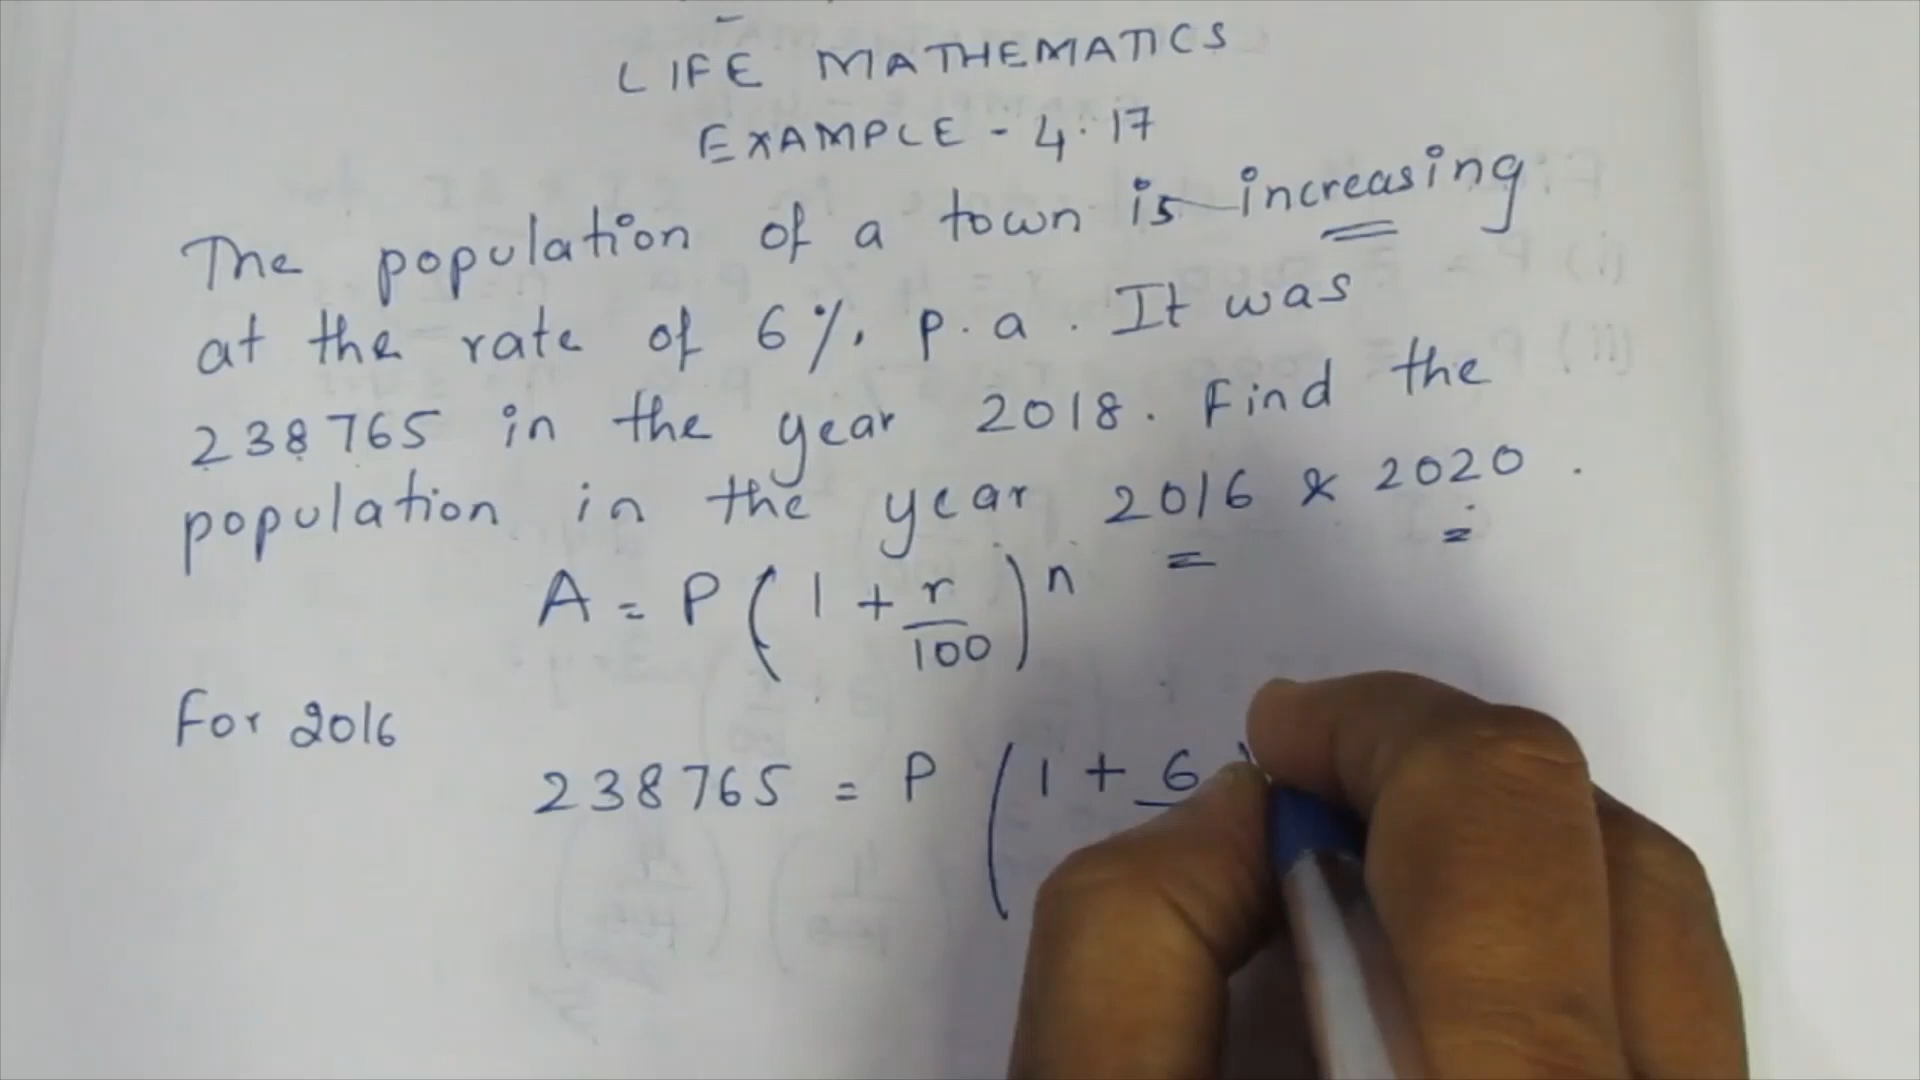 LIFE MATHEMATICS
EXAMPLE - 4.17
The population of a town is increasing
at the rate of 6%. p.a. It was
238765 in the year 2018. Find the
population in the year 2016 & 2020.
A = P(1 + r/100)^n
For 2016
238765 = P (1 + 6